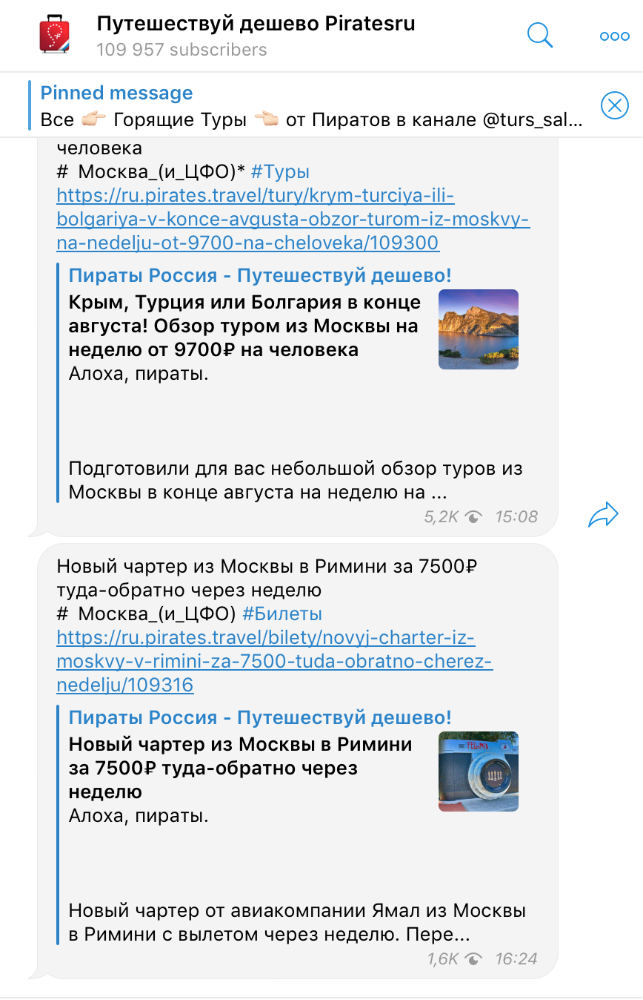 Путешествуй дешево Piratesru
109 957 subscribers
Pinned message
Все 👉🏻 Горящие Туры 👈🏻 от Пиратов в канале @turs_sal...
человека
# Москва_(и_ЦФО)* #Туры
https://ru.pirates.travel/tury/krym-turciya-ili-
bolgariya-v-konce-avgusta-obzor-turom-iz-moskvy-
na-nedelju-ot-9700-na-cheloveka/109300
Пираты Россия - Путешествуй дешево!
Крым, Турция или Болгария в конце
августа! Обзор туром из Москвы на
неделю от 9700₽ на человека
Алоха, пираты.
Подготовили для вас небольшой обзор туров из
Москвы в конце августа на неделю на ...
5,2K 15:08
Новый чартер из Москвы в Римини за 7500₽
туда-обратно через неделю
# Москва_(и_ЦФО) #Билеты
https://ru.pirates.travel/bilety/novyj-charter-iz-
moskvy-v-rimini-za-7500-tuda-obratno-cherez-
nedelju/109316
Пираты Россия - Путешествуй дешево!
Новый чартер из Москвы в Римини
за 7500₽ туда-обратно через
неделю
FELLINIA
Алоха, пираты.
Новый чартер от авиакомпании Ямал из Москвы
в Римини с вылетом через неделю. Пере...
1,6K 16:24